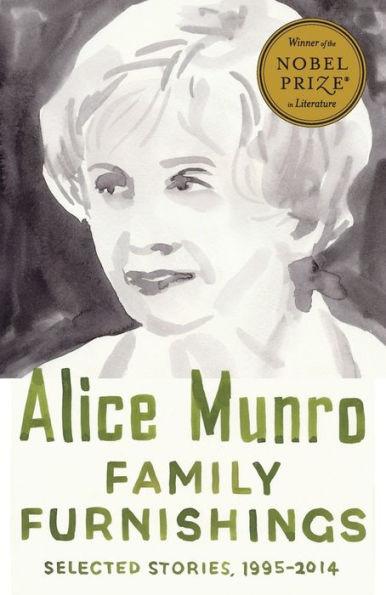 Winner of the
NOBEL
PRIZE®
in Literature
Alice Munro
FAMILY
FURNISHINGS
SELECTED STORIES, 1995-2014